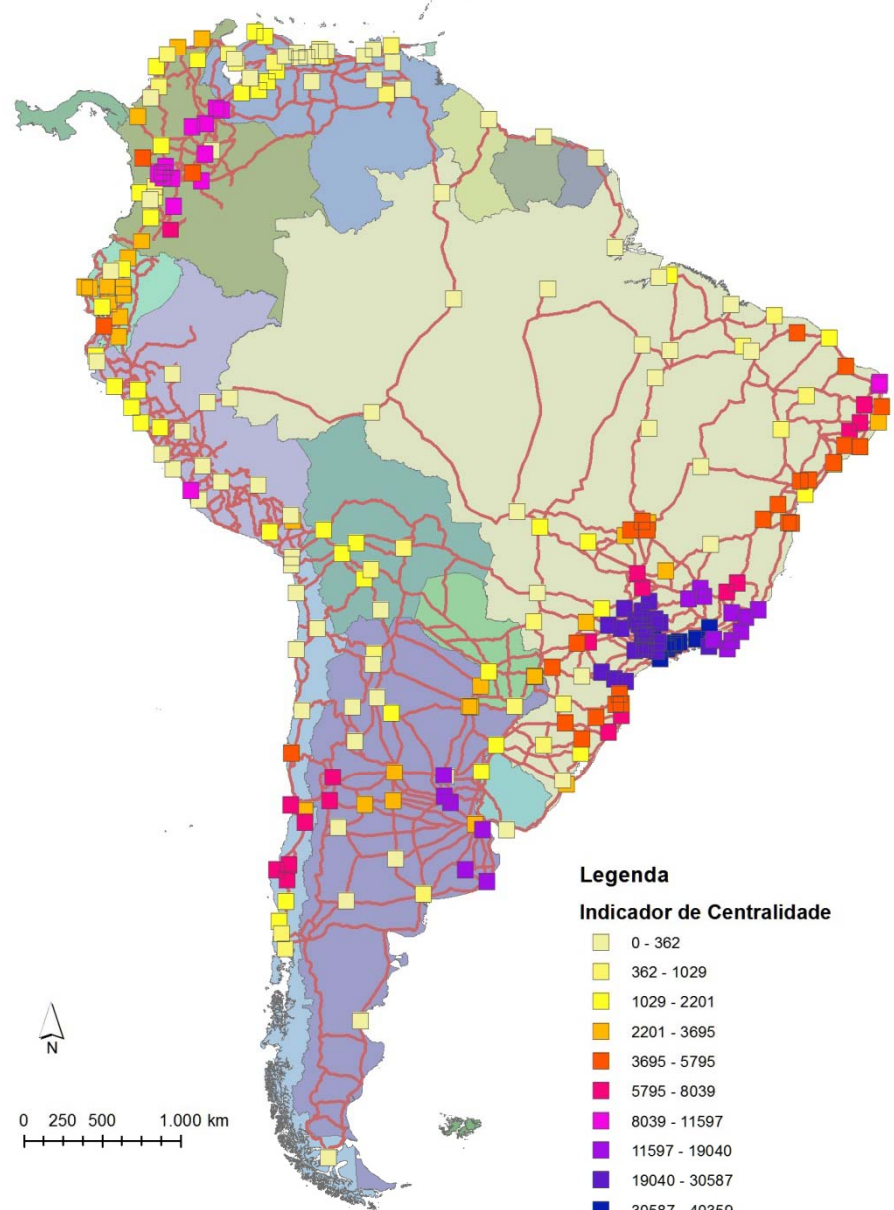 Legenda
Indicador de Centralidade
0 - 362
362 - 1029
1029 - 2201
2201 - 3695
3695 - 5795
5795 - 8039
8039 - 11597
11597 - 19040
19040 - 30587
N
0 250 500 1.000 km